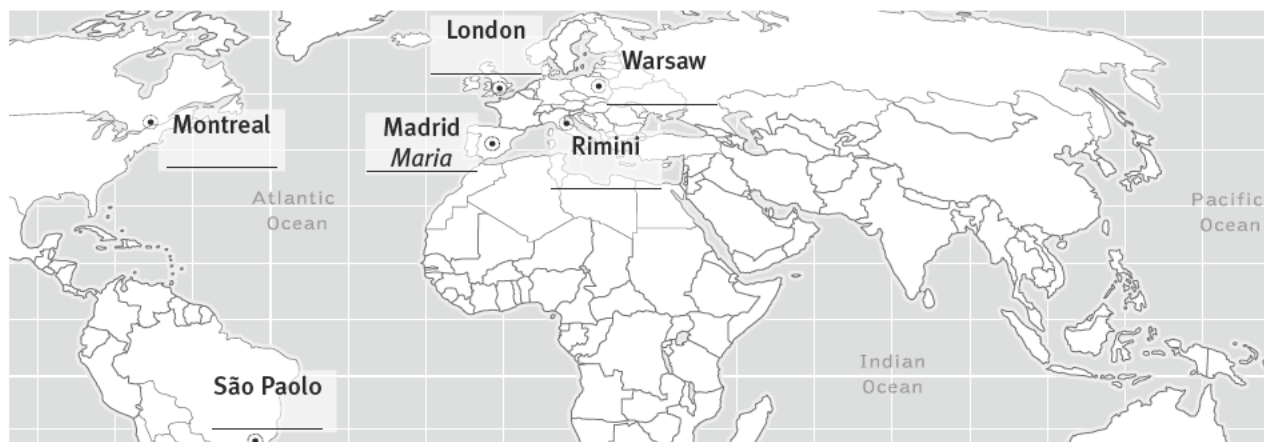 London
Warsaw
Montreal
Madrid
Maria
Rimini
Atlantic
Ocean
Pacific
Ocean
Indian
Ocean
São Paolo